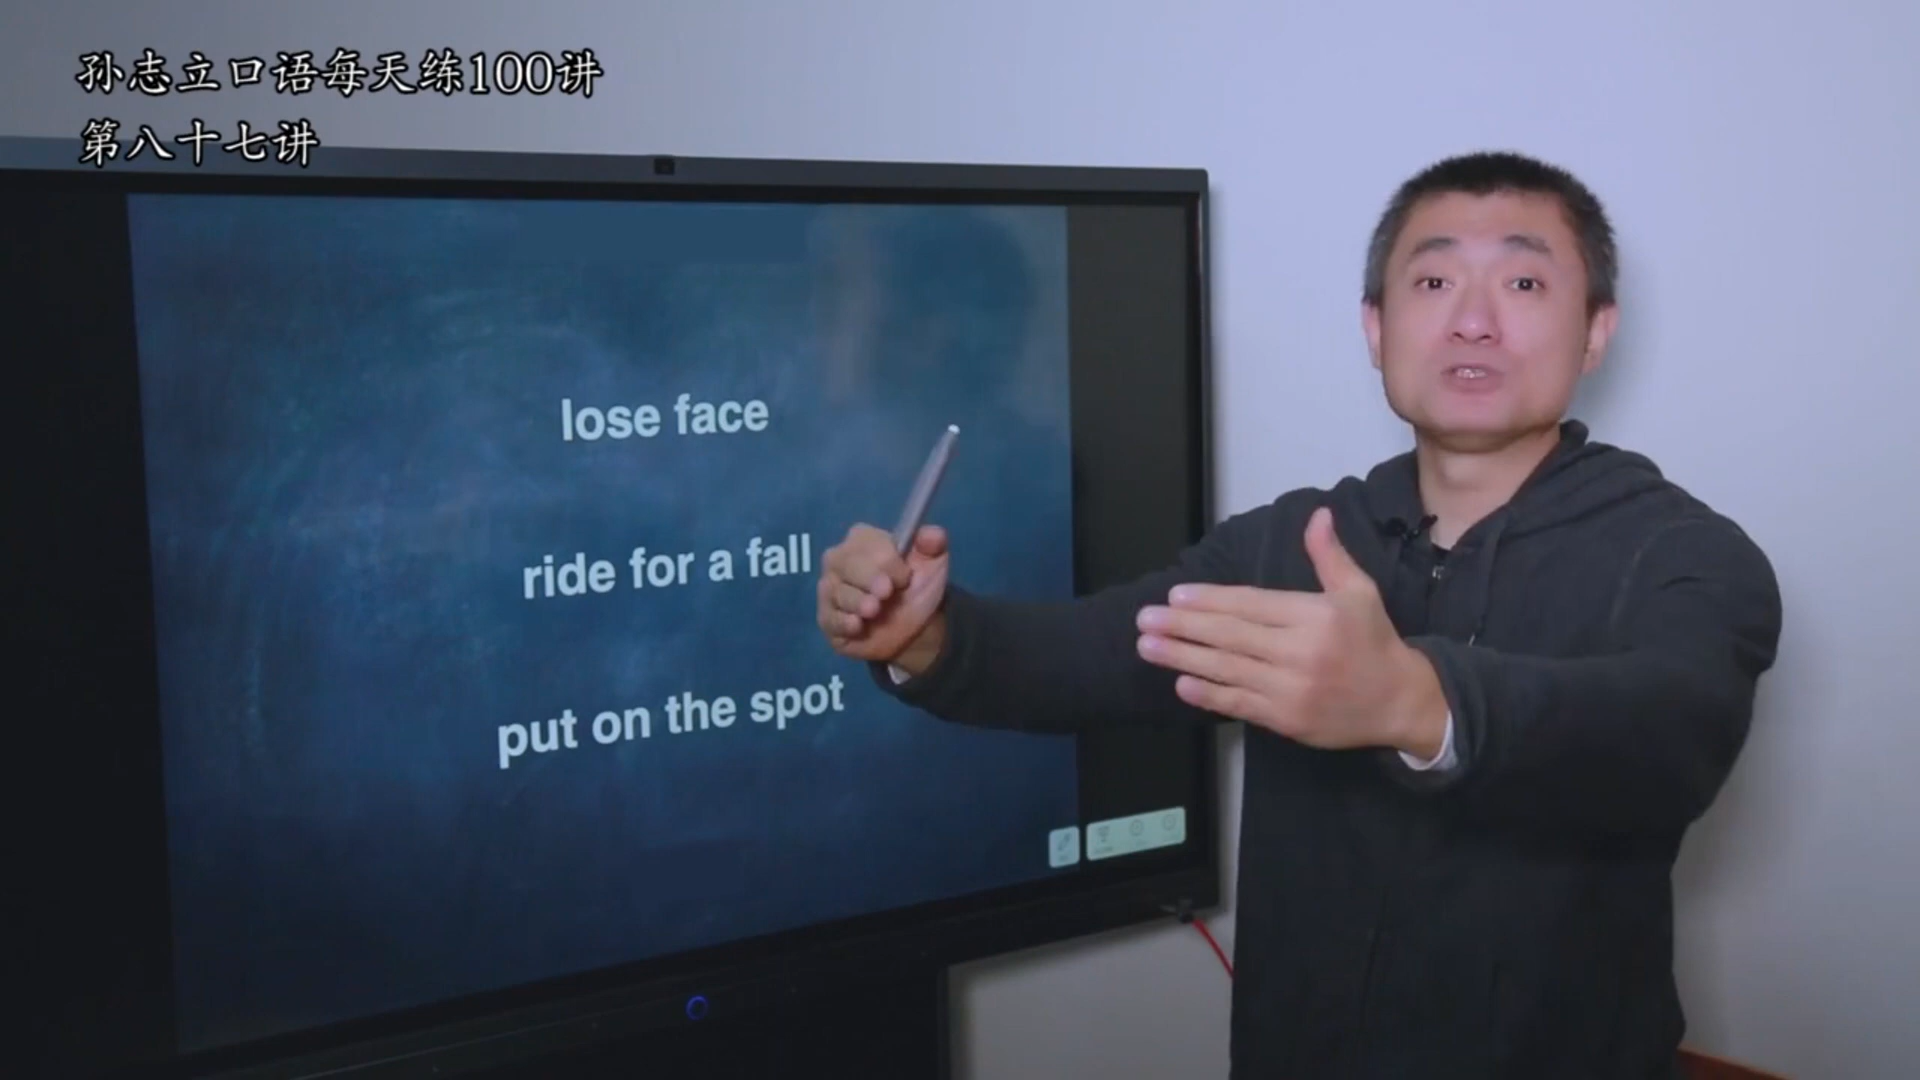 孙志立口语每天练100讲
第八十七讲
lose face
ride for a fall
put on the spot